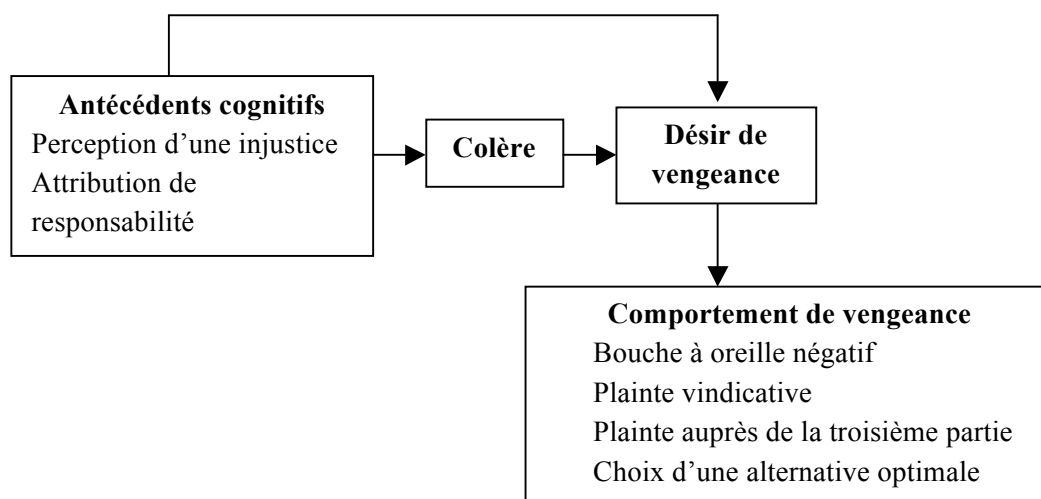 Antécédents cognitifs
Perception d’une injustice
Attribution de
responsabilité
Colère
Désir de
vengeance
Comportement de vengeance
Bouche à oreille négatif
Plainte vindicative
Plainte auprès de la troisième partie
Choix d’une alternative optimale